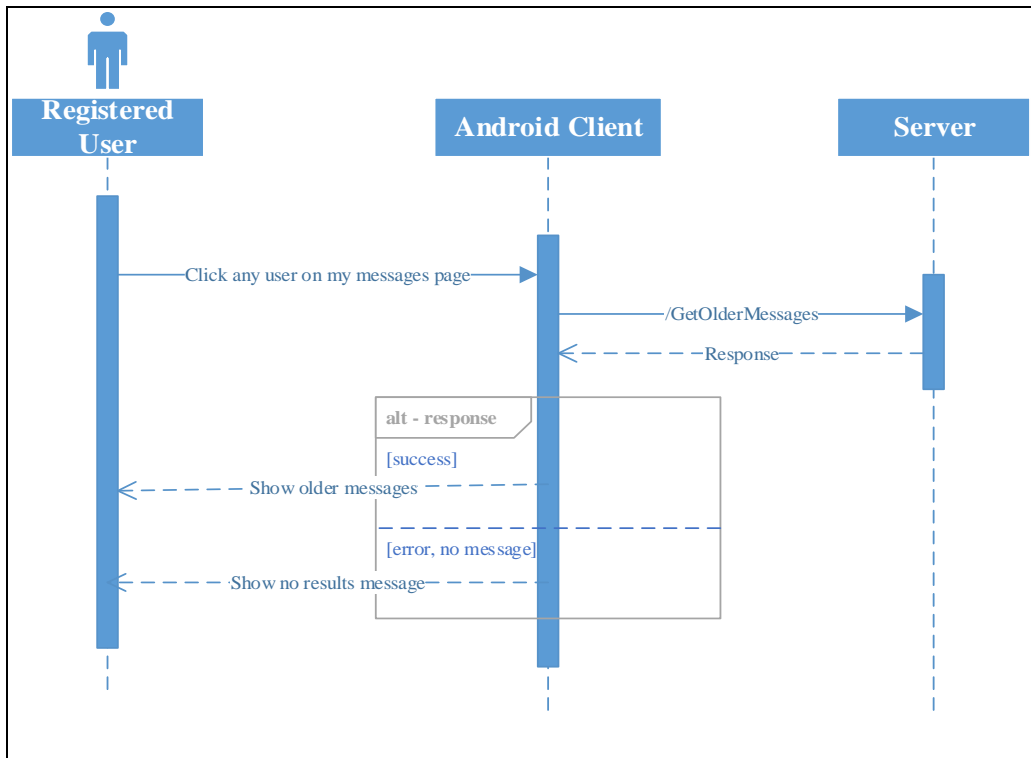 Registered
User
Android Client
Server
Click any user on my messages page
/GetOlderMessages
Response
alt - response
[success]
Show older messages
[error, no message]
Show no results message